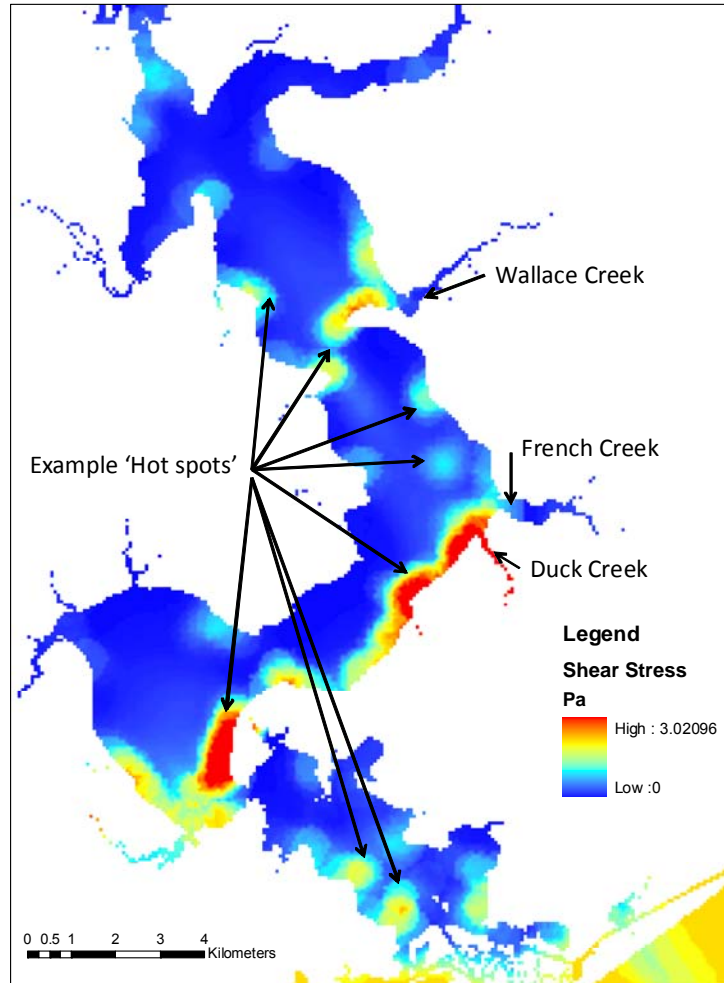 Wallace Creek
French Creek
Example ‘Hot spots’
Duck Creek
Legend
Shear Stress
Pa
High : 3.02096
Low :0
0 0.5 1 2 3 4
Kilometers